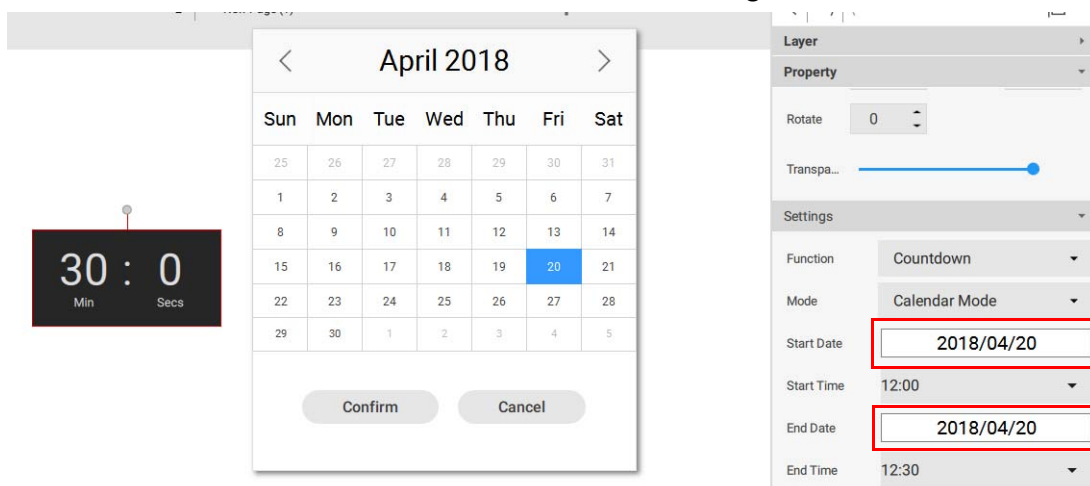 Layer
April 2018
Property
Sun Mon Tue Wed Thu Fri Sat
Rotate 0
25 26 27 28 29 30 31
Transpa...
1 2 3 4 5 6 7
Settings
8 9 10 11 12 13 14
30 : 0
Min Secs
15 16 17 18 19 20 21
Function Countdown
22 23 24 25 26 27 28
Mode Calendar Mode
29 30 1 2 3 4 5
Start Date 2018/04/20
Start Time 12:00
Confirm Cancel
End Date 2018/04/20
End Time 12:30